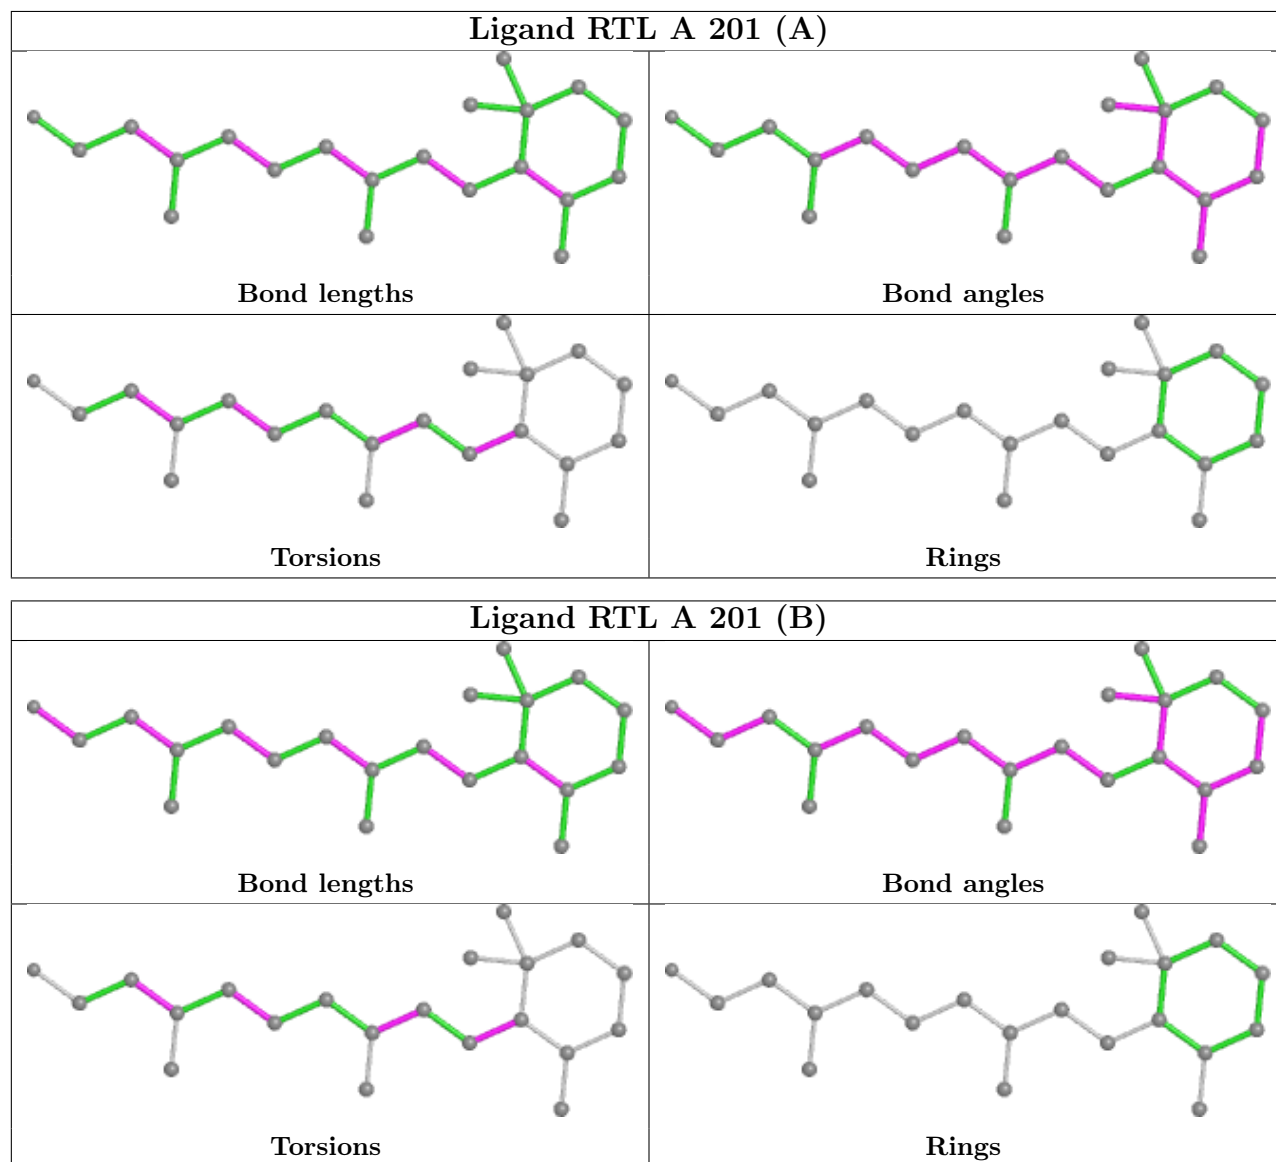 Ligand RTL A 201 (A)
Bond lengths
Bond angles
Torsions
Rings
Ligand RTL A 201 (B)
Bond lengths
Bond angles
Torsions
Rings